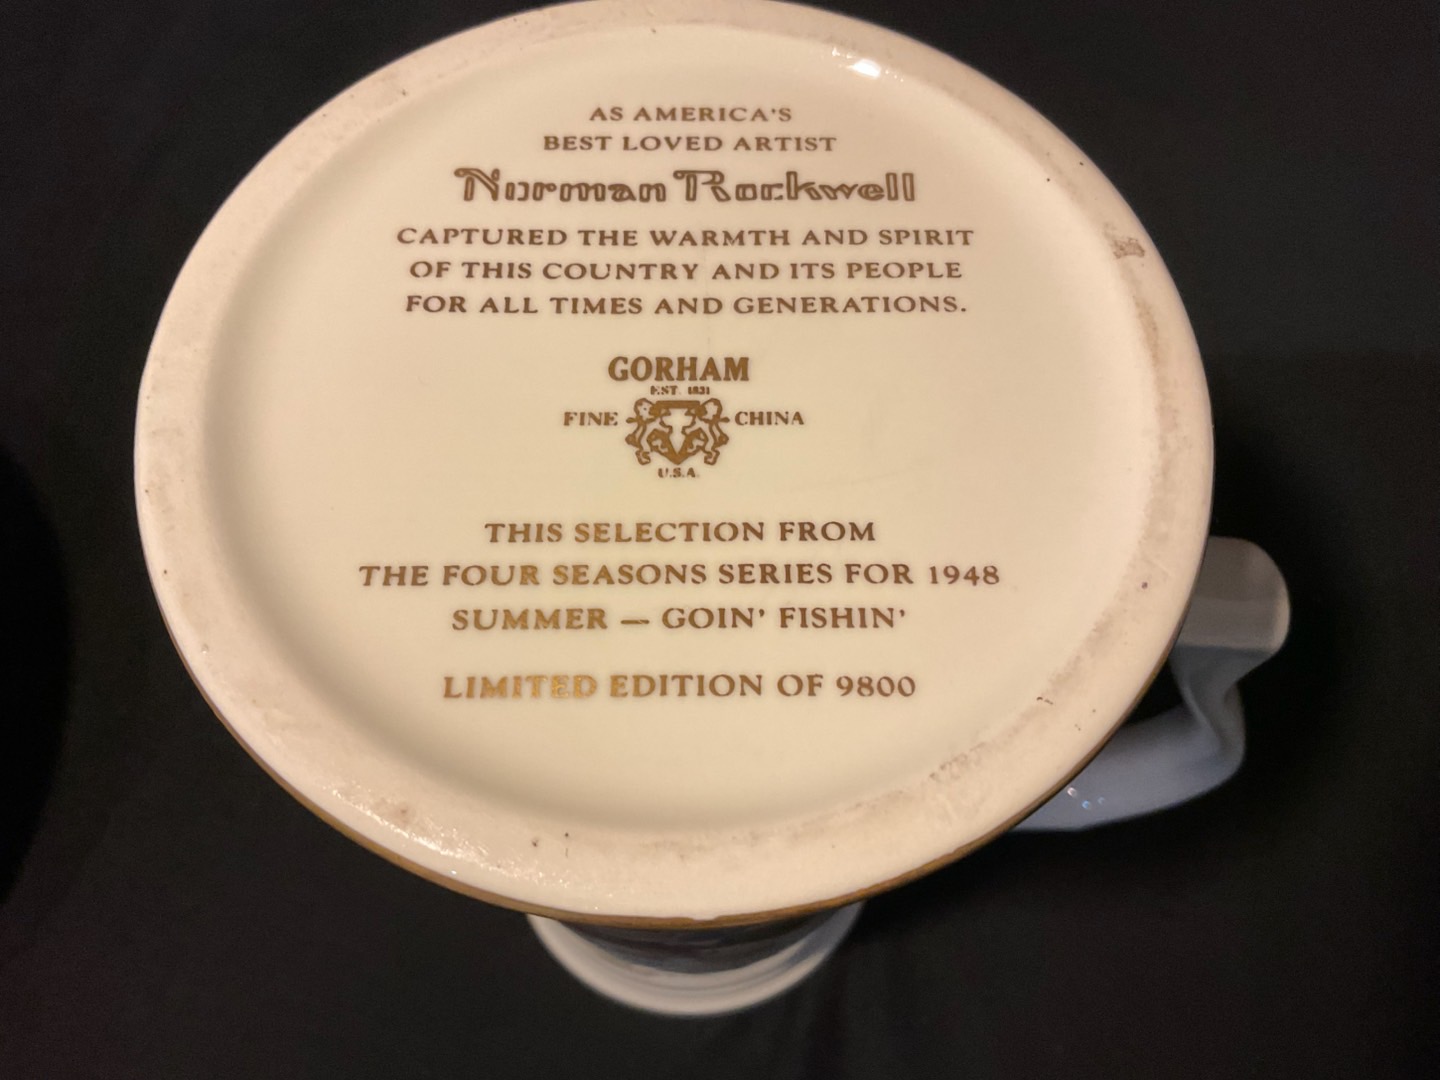 AS AMERICA'S
BEST LOVED ARTIST
Norman Rockwell
CAPTURED THE WARMTH AND SPIRIT
OF THIS COUNTRY AND ITS PEOPLE
FOR ALL TIMES AND GENERATIONS.
GORHAM
EST. 1831
FINE CHINA
U.S.A.
THIS SELECTION FROM
THE FOUR SEASONS SERIES FOR 1948
SUMMER — GOIN' FISHIN'
LIMITED EDITION OF 9800